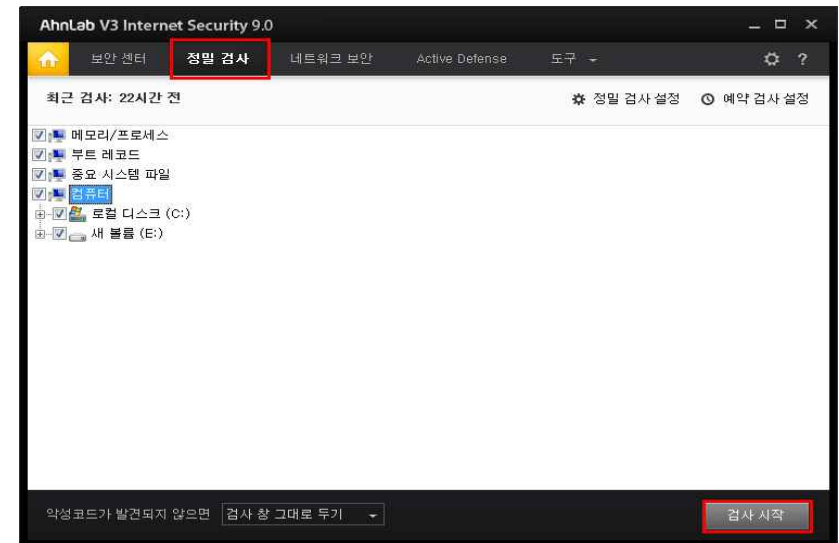 AhnLab V3 Internet Security 9.0
보안 센터 정밀 검사 네트워크 보안 Active Defense 도구
최근 검사: 22시간 전 정밀 검사 설정 예약 검사 설정
메모리/프로세스
부트 레코드
중요 시스템 파일
컴퓨터
로컬 디스크 (C:)
새 볼륨 (E:)
악성코드가 발견되지 않으면 검사 창 그대로 두기 검사 시작